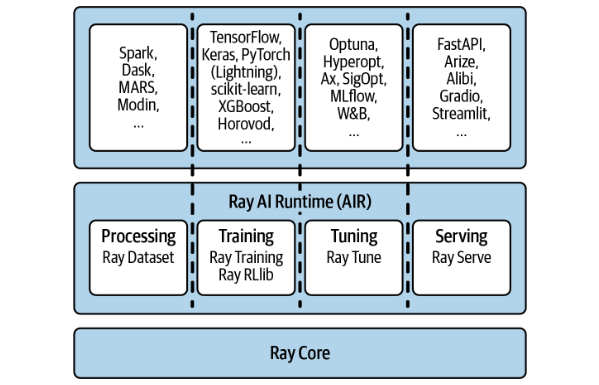 Spark,
Dask,
MARS,
Modin,
...
TensorFlow,
Keras, PyTorch
(Lightning),
scikit-learn,
XGBoost,
Horovod,
...
Optuna,
Hyperopt,
Ax, SigOpt,
MLflow,
W&B,
...
FastAPI,
Arize,
Alibi,
Gradio,
Streamlit,
...
Ray AI Runtime (AIR)
Processing
Ray Dataset
Training
Ray Training
Ray RLlib
Tuning
Ray Tune
Serving
Ray Serve
Ray Core